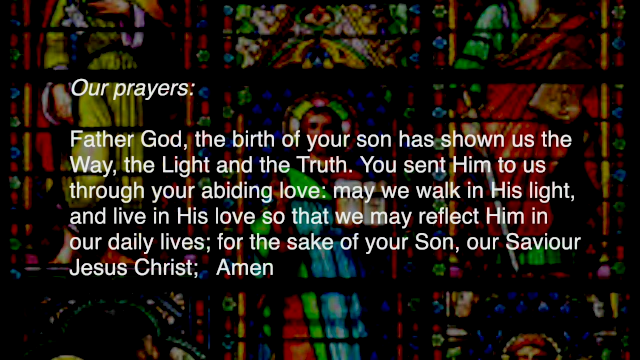 Our prayers:
Father God, the birth of your son has shown us the
Way, the Light and the Truth. You sent Him to us
through your abiding love: may we walk in His light,
and live in His love so that we may reflect Him in
our daily lives; for the sake of your Son, our Saviour
Jesus Christ;   Amen